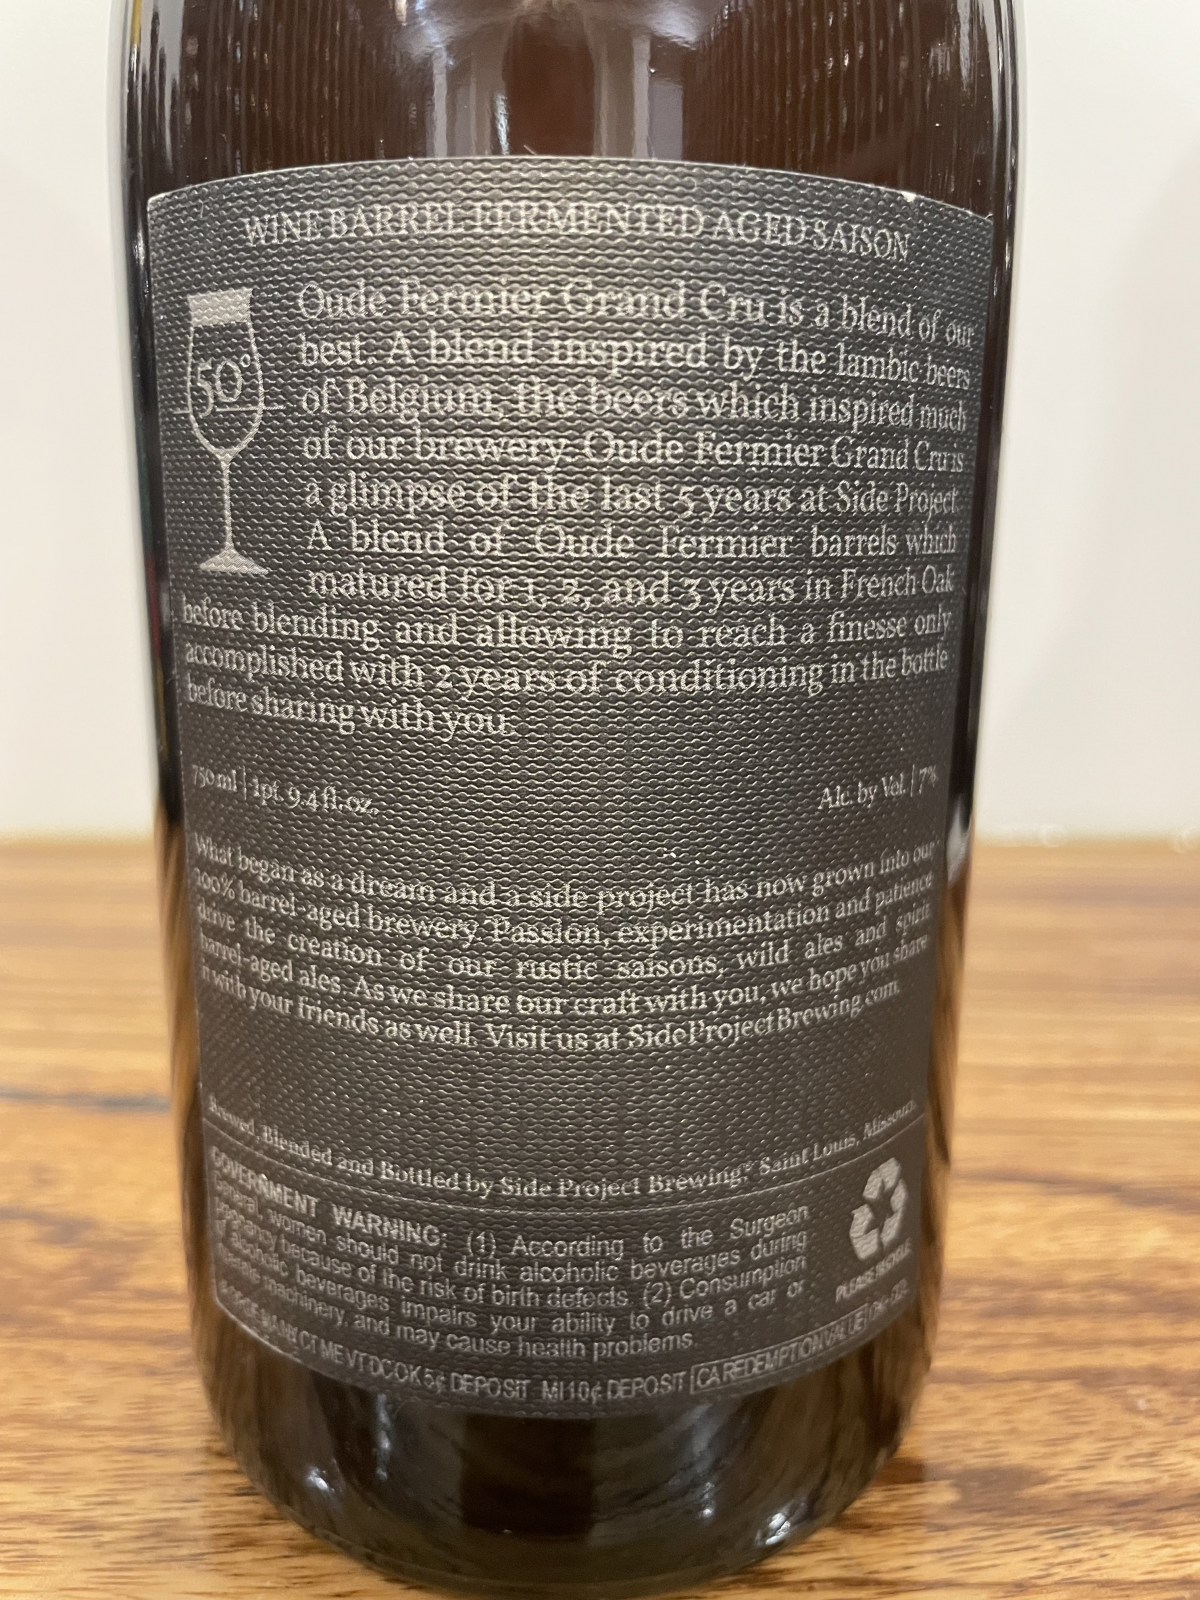 WINE BARREL FERMENTED AGED SAISON
50°
Oude Fermier Grand Cru is a blend of our
best. A blend inspired by the lambic beers
of Belgium, the beers which inspired much
of our brewery. Oude Fermier Grand Cru is
a glimpse of the last 5 years at Side Project.
A blend of Oude Fermier barrels which
matured for 1, 2, and 3 years in French Oak
before blending and allowing to reach a finesse only
accomplished with 2 years of conditioning in the bottle
before sharing with you.
750 ml | 1pt. 9.4 fl. oz.
Alc. by Vol. | 7%
What began as a dream and a side project has now grown into our
100% barrel-aged brewery. Passion, experimentation and patience
drive the creation of our rustic saisons, wild ales and spirit
barrel-aged ales. As we share our craft with you, we hope you share
it with your friends as well. Visit us at SideProjectBrewing.com.
Brewed, Blended and Bottled by Side Project Brewing,® Saint Louis, Missouri.
GOVERNMENT WARNING: (1) According to the Surgeon
General, women should not drink alcoholic beverages during
pregnancy because of the risk of birth defects. (2) Consumption
of alcoholic beverages impairs your ability to drive a car or
operate machinery, and may cause health problems.
PLEASE RECYCLE
CT ME VT DC OK 5¢ DEPOSIT MI 10¢ DEPOSIT CA REDEMPTION VALUE